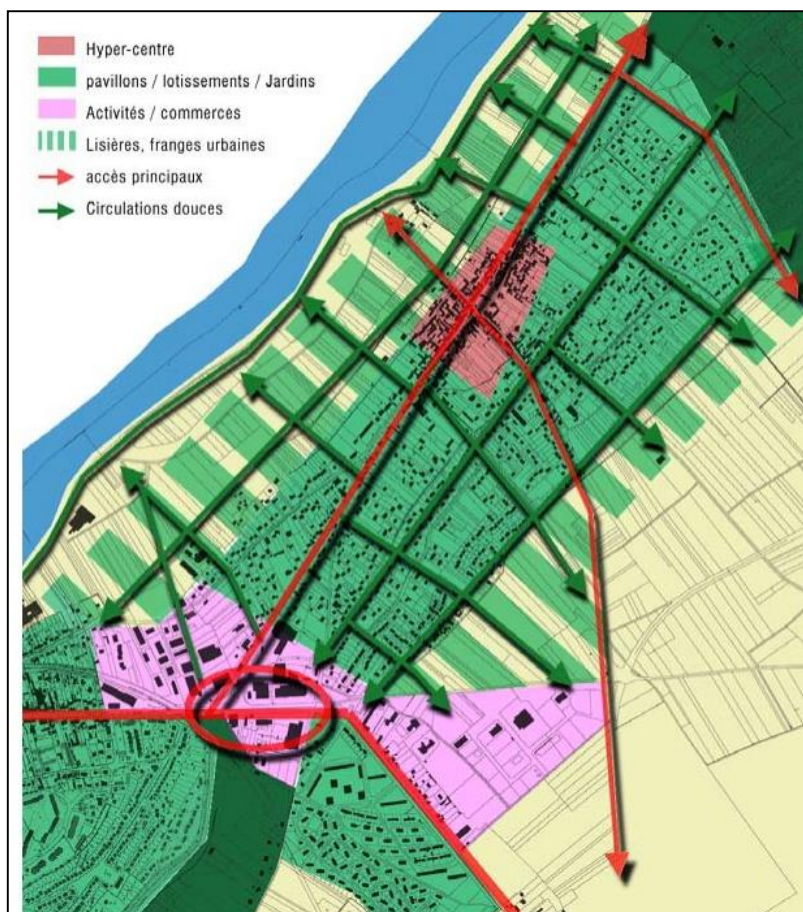 Hyper-centre
pavillons / lotissements / Jardins
Activités / commerces
Lisières, franges urbaines
accès principaux
Circulations douces